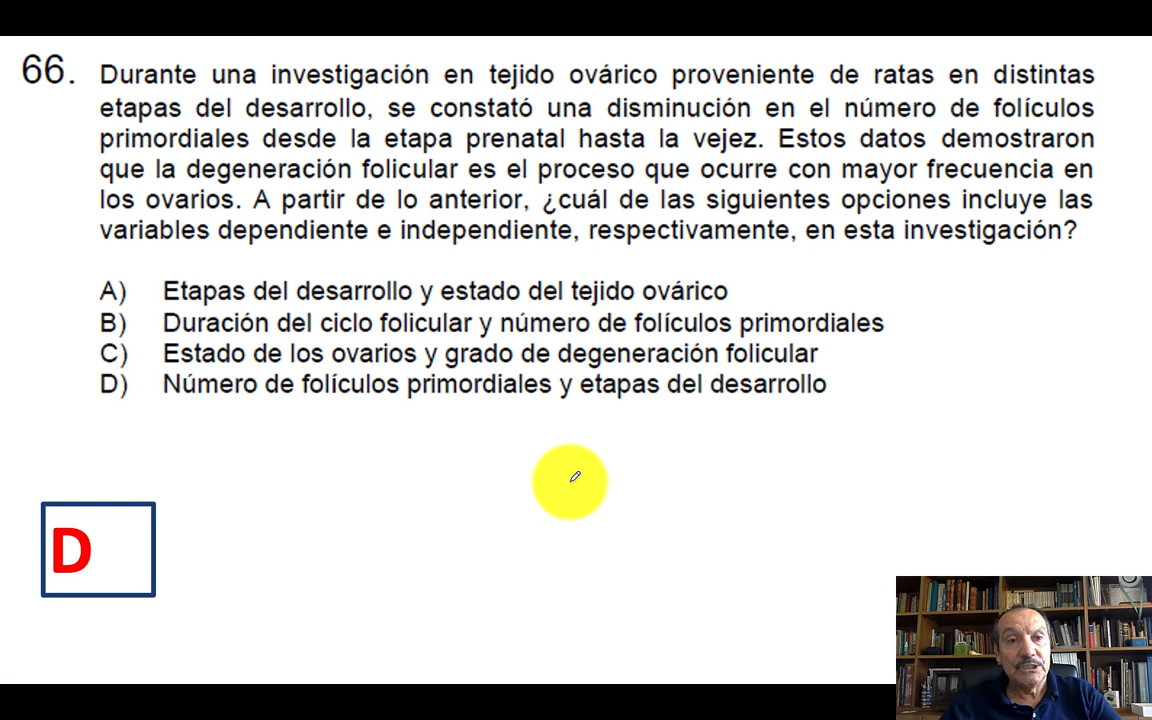 66. Durante una investigación en tejido ovárico proveniente de ratas en distintas
etapas del desarrollo, se constató una disminución en el número de folículos
primordiales desde la etapa prenatal hasta la vejez. Estos datos demostraron
que la degeneración folicular es el proceso que ocurre con mayor frecuencia en
los ovarios. A partir de lo anterior, ¿cuál de las siguientes opciones incluye las
variables dependiente e independiente, respectivamente, en esta investigación?
A) Etapas del desarrollo y estado del tejido ovárico
B) Duración del ciclo folicular y número de folículos primordiales
C) Estado de los ovarios y grado de degeneración folicular
D) Número de folículos primordiales y etapas del desarrollo
D